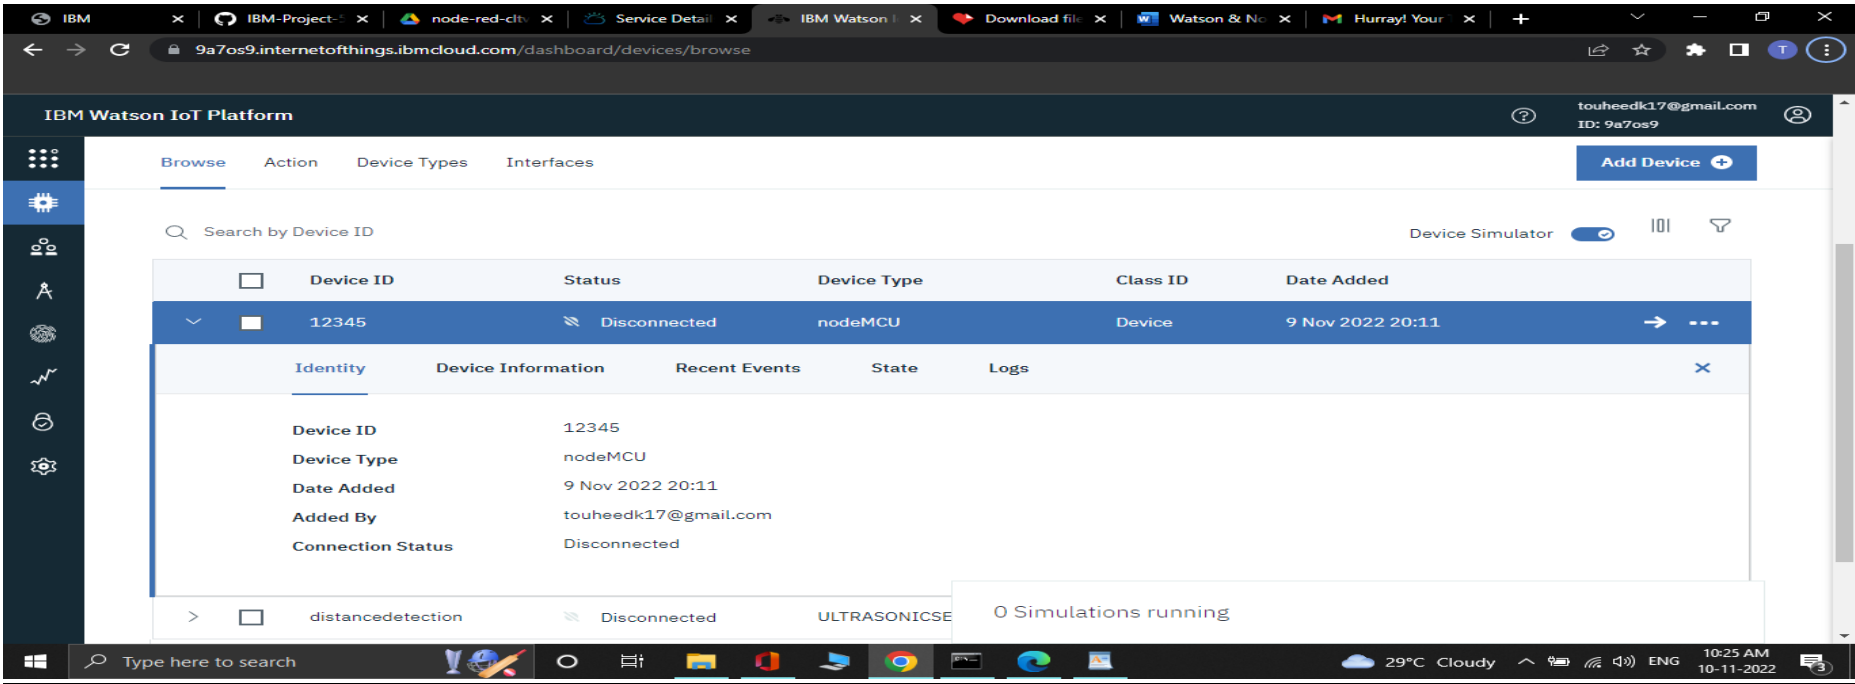 IBM IBM-Project- node-red-cltv Service Detail IBM Watson I Download file Watson & No Hurray! Your
9a7os9.internetofthings.ibmcloud.com/dashboard/devices/browse
T
IBM Watson IoT Platform
touheedk17@gmail.com
ID: 9a7os9
Browse Action Device Types Interfaces Add Device
Search by Device ID Device Simulator
Device ID Status Device Type Class ID Date Added
12345 Disconnected nodeMCU Device 9 Nov 2022 20:11
Identity Device Information Recent Events State Logs
Device ID 12345
Device Type nodeMCU
Date Added 9 Nov 2022 20:11
Added By touheedk17@gmail.com
Connection Status Disconnected
distancedetection Disconnected ULTRASONICSE
0 Simulations running
Type here to search 29°C Cloudy ENG 10:25 AM
10-11-2022 3